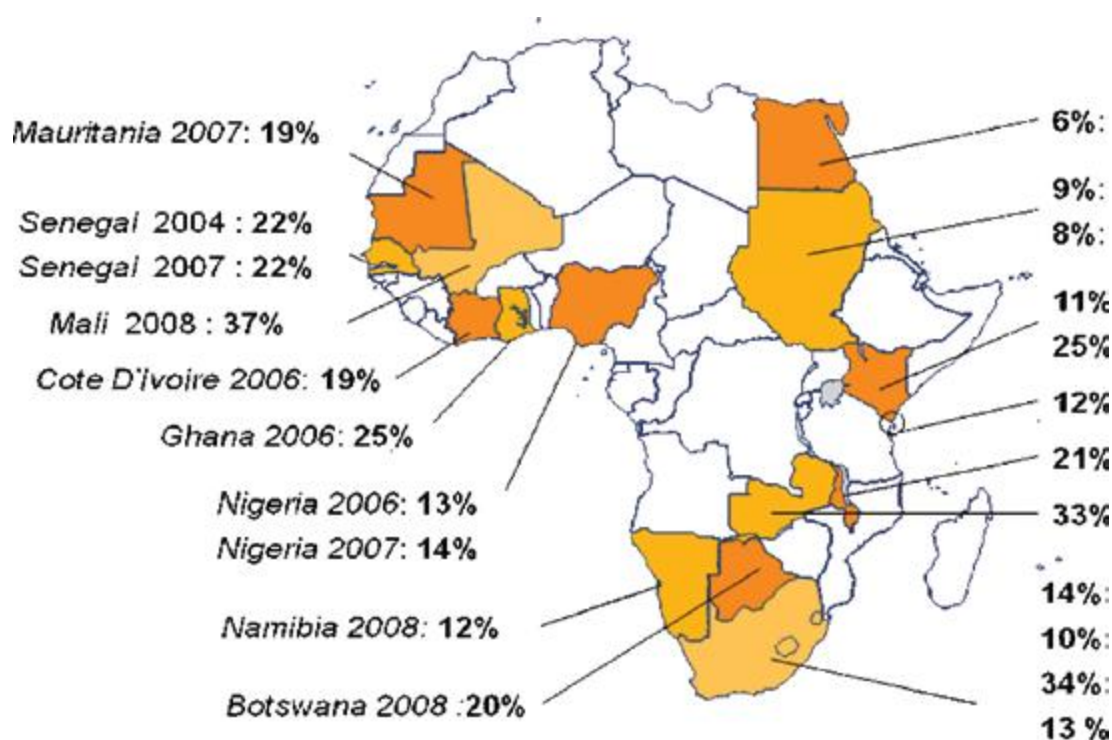 Mauritania 2007: 19%
Senegal 2004 : 22%
Senegal 2007 : 22%
Mali 2008 : 37%
Cote D'ivoire 2006: 19%
Ghana 2006: 25%
Nigeria 2006: 13%
Nigeria 2007: 14%
Namibia 2008: 12%
Botswana 2008 :20%
6%:
9%:
8%:
11%
25%
12%
21%
33%
14%:
10%:
34%:
13 %